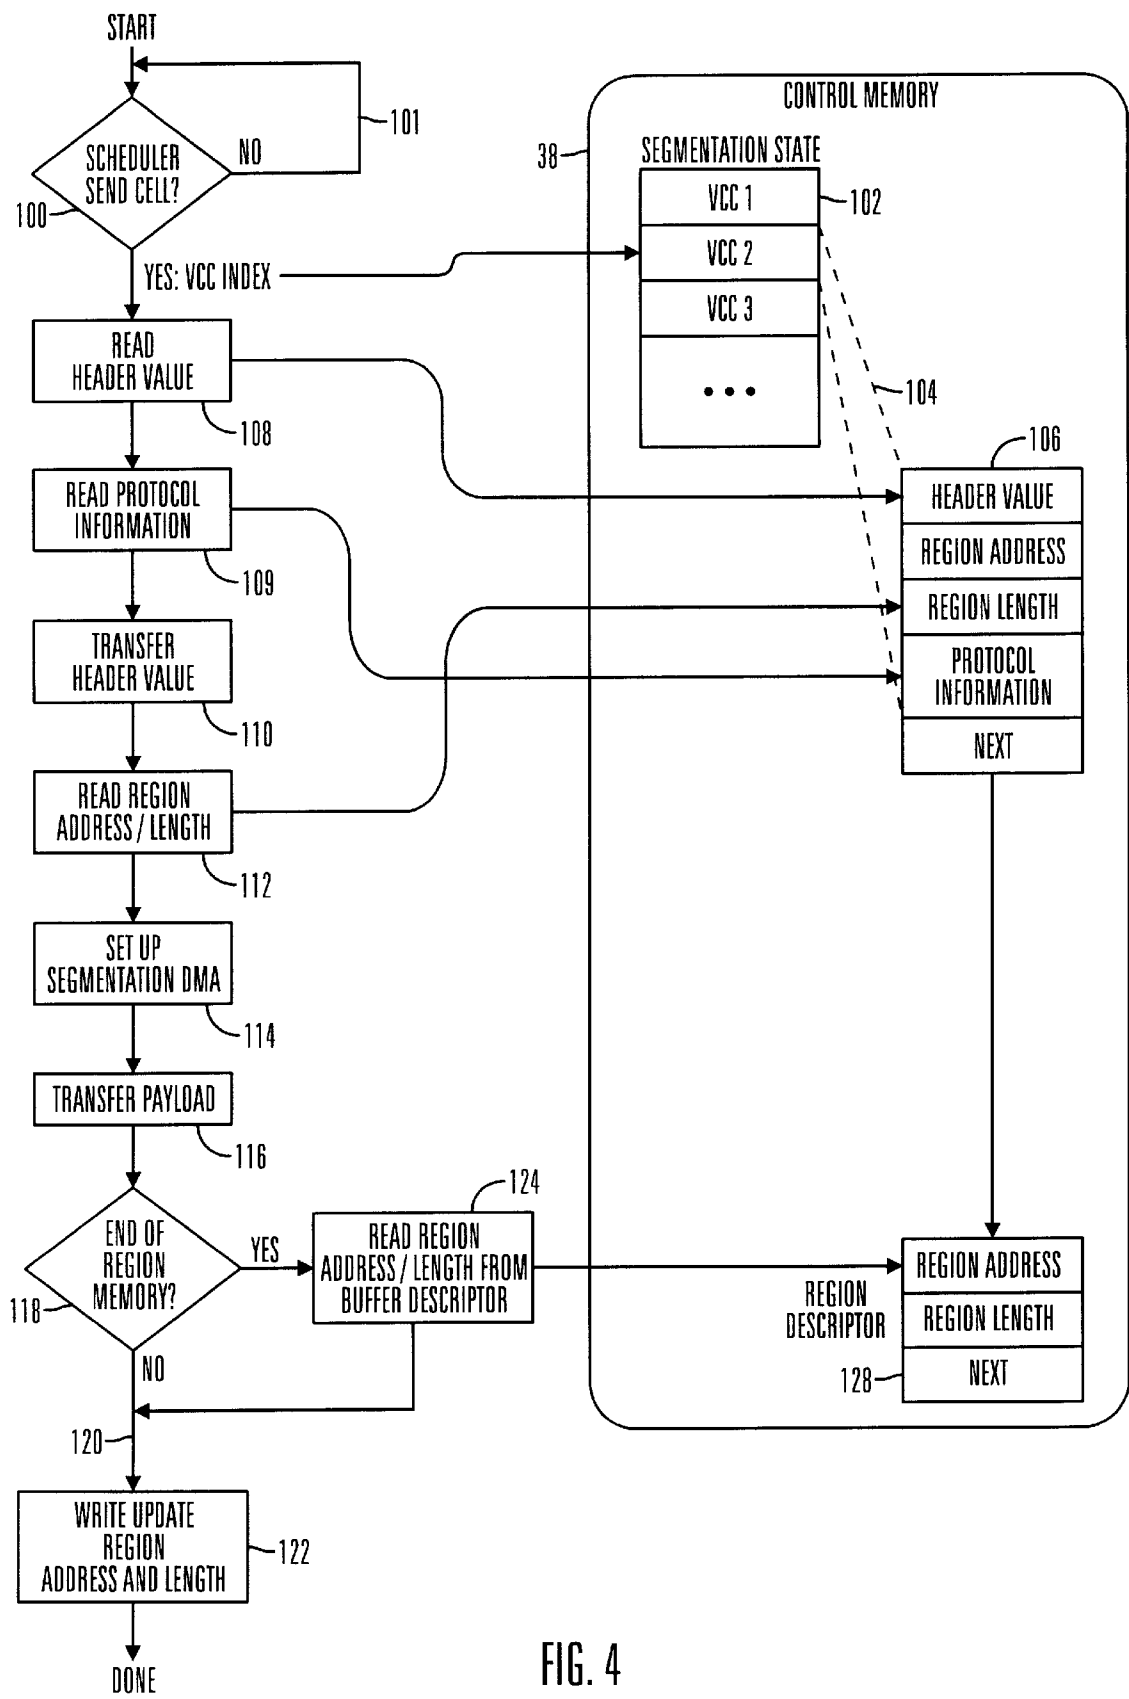 START
SCHEDULER
SEND CELL?
NO
101
100
YES: VCC INDEX
READ
HEADER VALUE
108
READ PROTOCOL
INFORMATION
109
TRANSFER
HEADER VALUE
110
READ REGION
ADDRESS / LENGTH
112
SET UP
SEGMENTATION DMA
114
TRANSFER PAYLOAD
116
END OF
REGION
MEMORY?
118
YES
NO
124
READ REGION
ADDRESS / LENGTH FROM
BUFFER DESCRIPTOR
120
WRITE UPDATE
REGION
ADDRESS AND LENGTH
122
DONE
CONTROL MEMORY
38
SEGMENTATION STATE
VCC 1
102
VCC 2
VCC 3
•••
104
106
HEADER VALUE
REGION ADDRESS
REGION LENGTH
PROTOCOL
INFORMATION
NEXT
REGION
DESCRIPTOR
REGION ADDRESS
REGION LENGTH
128
NEXT
FIG. 4